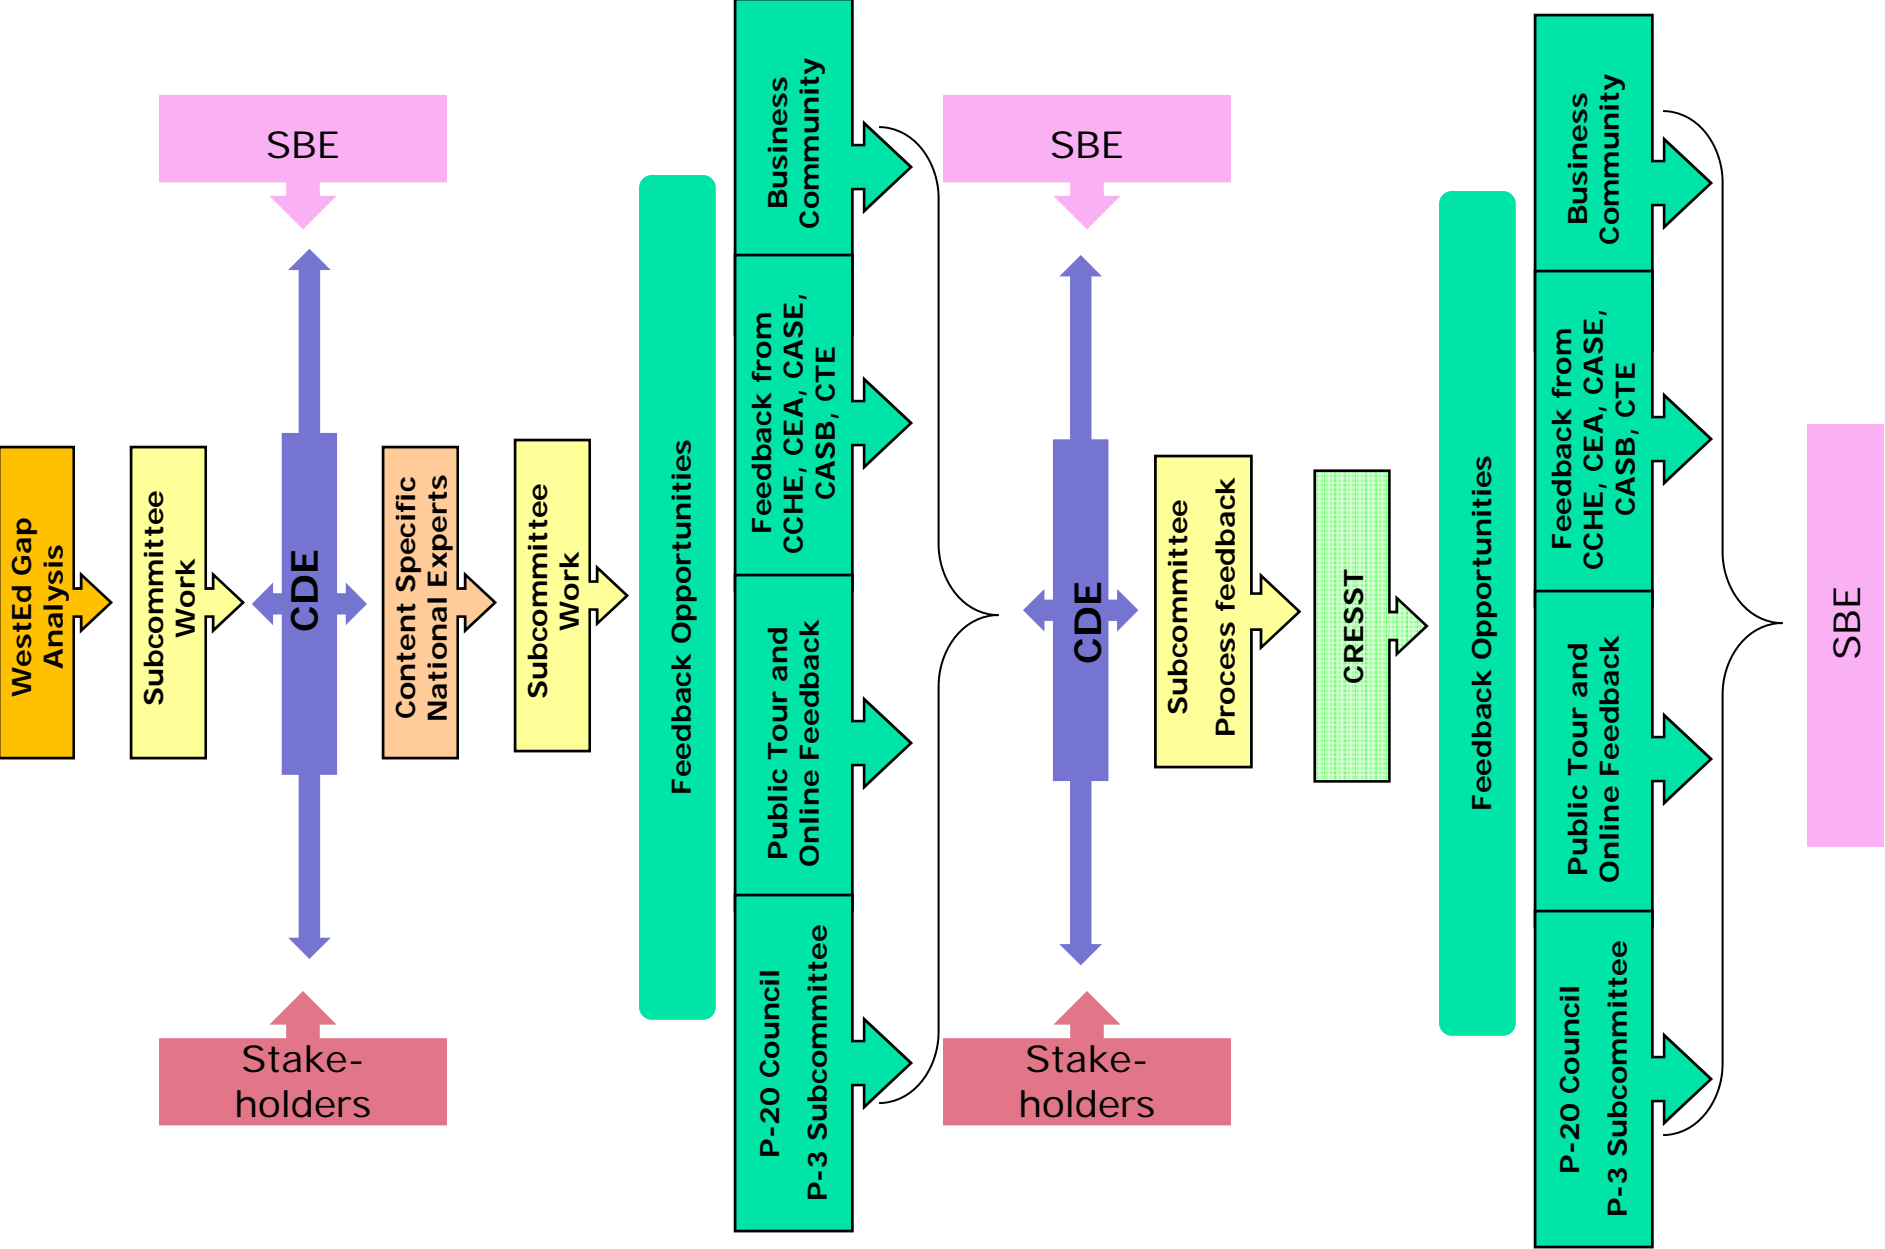 WestEd Gap
Analysis
Subcommittee
Work
SBE
CDE
Stake-
holders
Content Specific
National Experts
Subcommittee
Work
Feedback Opportunities
Business
Community
Feedback from
CCHE, CEA, CASE,
CASB, CTE
Public Tour and
Online Feedback
P-20 Council
P-3 Subcommittee
SBE
CDE
Stake-
holders
Subcommittee
Process feedback
CRESST
Feedback Opportunities
Business
Community
Feedback from
CCHE, CEA, CASE,
CASB, CTE
Public Tour and
Online Feedback
P-20 Council
P-3 Subcommittee
SBE